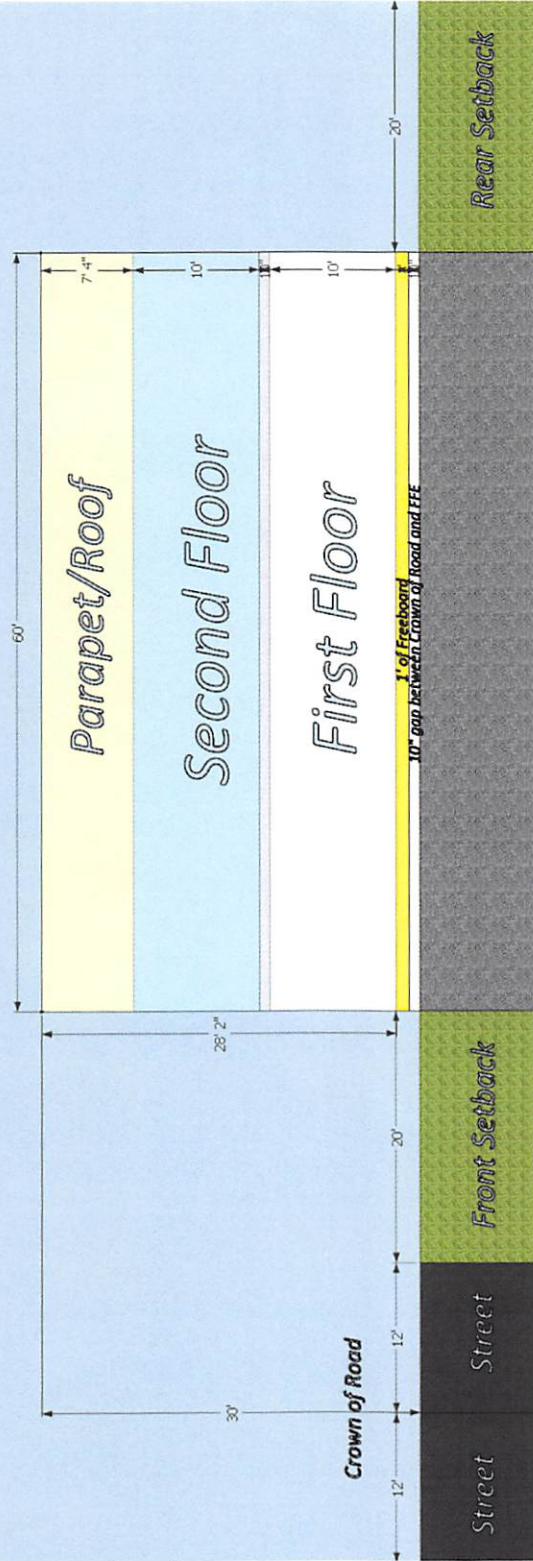 60'
Parapet/Roof
7' 4"
Second Floor
10'
First Floor
10'
28' 2"
30'
1' of Freeboard
10" gap between Crown of Road and FFE
Crown of Road
12'
12'
20'
20'
Street
Street
Front Setback
Rear Setback